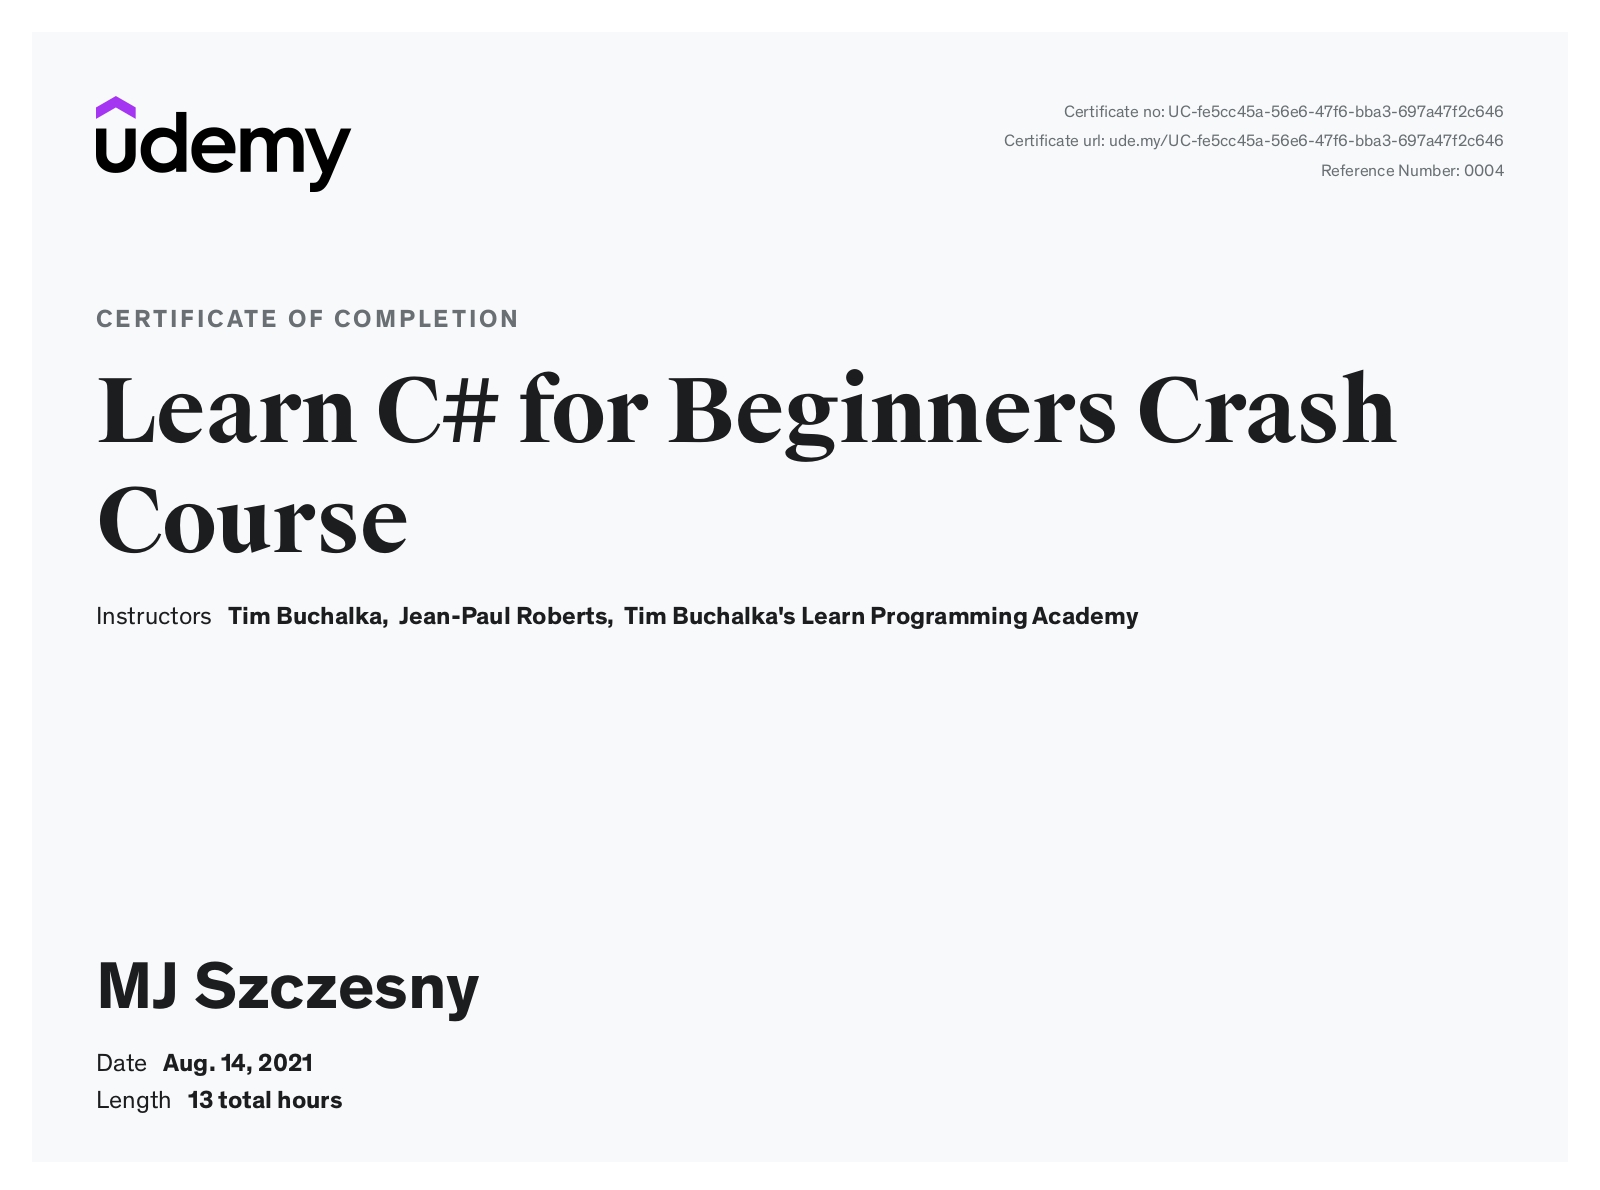 udemy
Certificate no: UC-fe5cc45a-56e6-47f6-bba3-697a47f2c646
Certificate url: ude.my/UC-fe5cc45a-56e6-47f6-bba3-697a47f2c646
Reference Number: 0004
CERTIFICATE OF COMPLETION
Learn C# for Beginners Crash
Course
Instructors Tim Buchalka, Jean-Paul Roberts, Tim Buchalka's Learn Programming Academy
MJ Szczesny
Date Aug. 14, 2021
Length 13 total hours